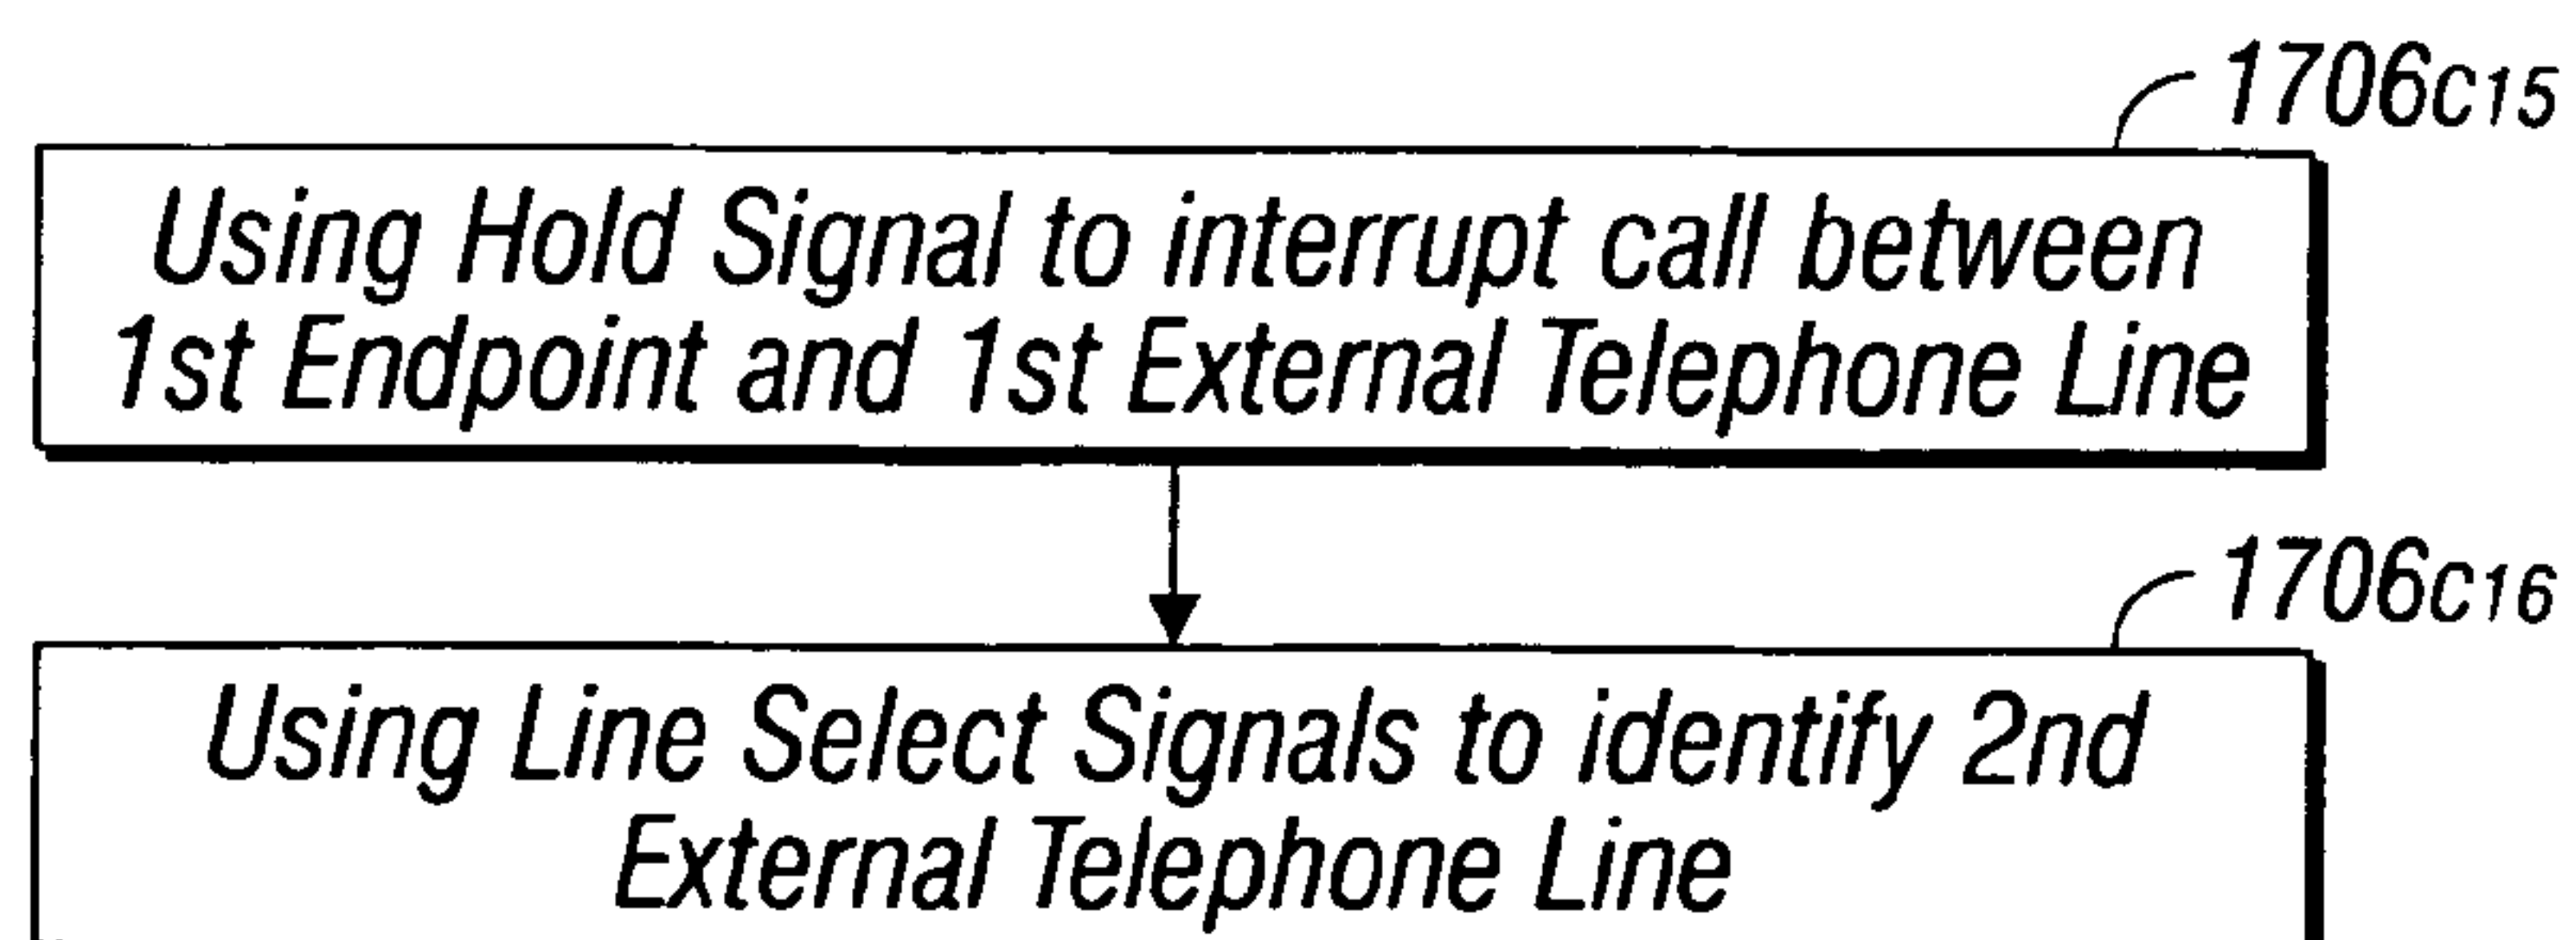 1706c15
Using Hold Signal to interrupt call between
1st Endpoint and 1st External Telephone Line
1706c16
Using Line Select Signals to identify 2nd
External Telephone Line